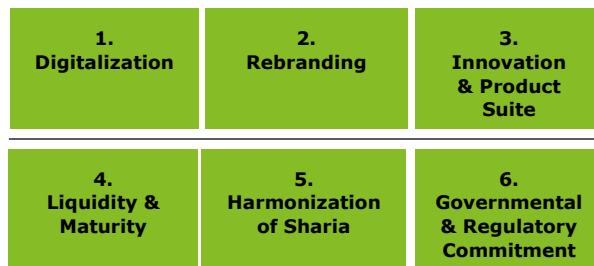 1.
Digitalization
2.
Rebranding
3.
Innovation
& Product
Suite
4.
Liquidity &
Maturity
5.
Harmonization
of Sharia
6.
Governmental
& Regulatory
Commitment